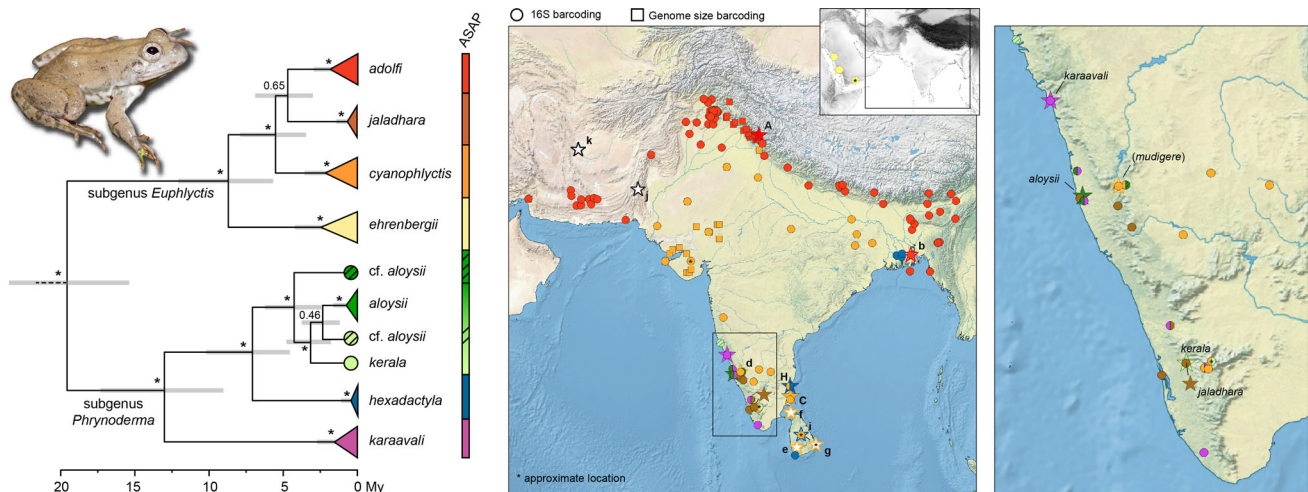 16S barcoding
Genome size barcoding
ASAP
*
adolfi
0.65
*
jaladhara
*
*
cyanophlyctis
*
subgenus Euphlyctis
*
ehrenbergii
*
cf. aloysii
*
*
aloysii
0.46
cf. aloysii
*
kerala
*
*
hexadactyla
subgenus
Phrynoderma
*
karaavali
20
15
10
5
0 My
A
k
j
b
d
H
C
f
i
e
g
* approximate location
karaavali
(mudigere)
aloysii
kerala
jaladhara